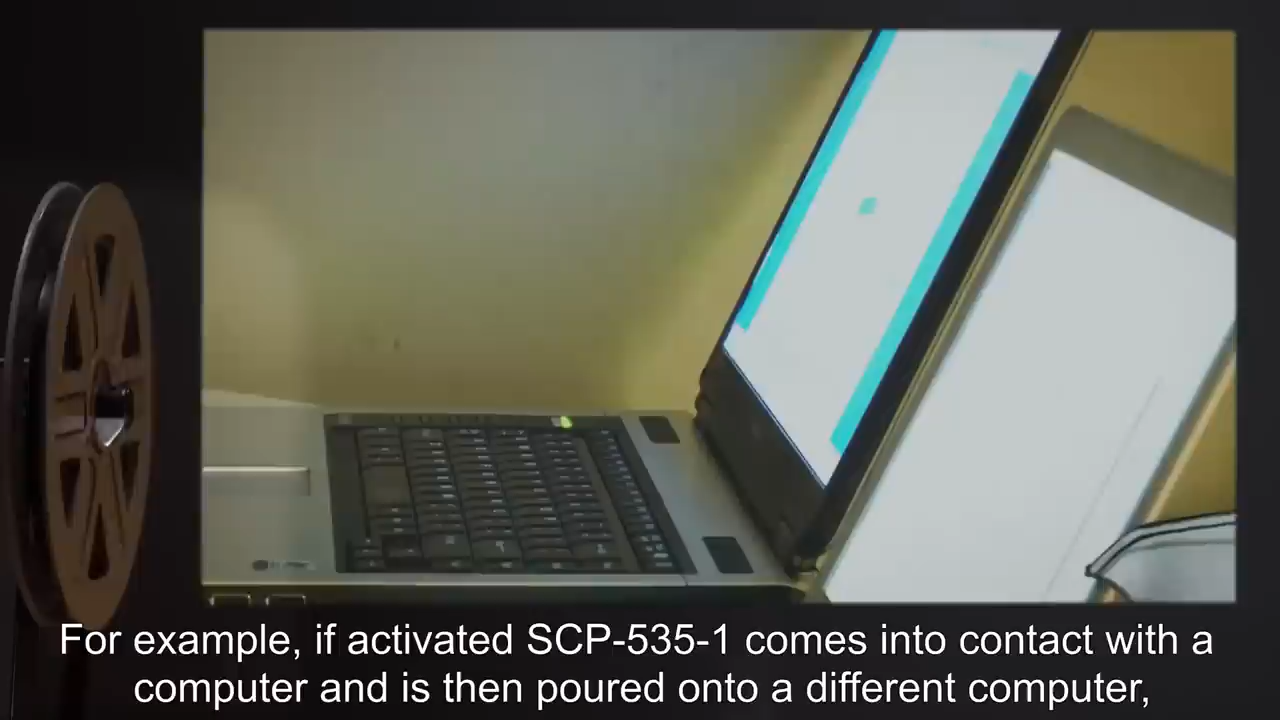 For example, if activated SCP-535-1 comes into contact with a
computer and is then poured onto a different computer,